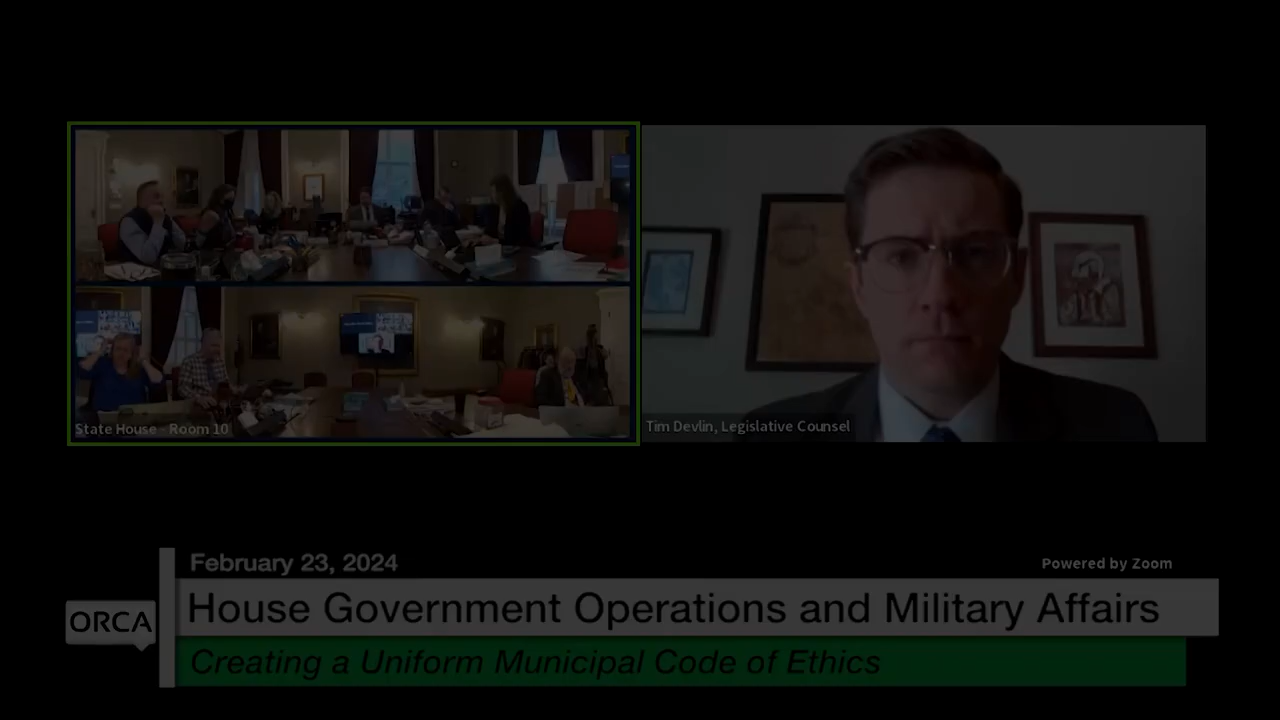 State House - Room 10
Tim Devlin, Legislative Counsel
February 23, 2024
Powered by Zoom
House Government Operations and Military Affairs
ORCA
Creating a Uniform Municipal Code of Ethics